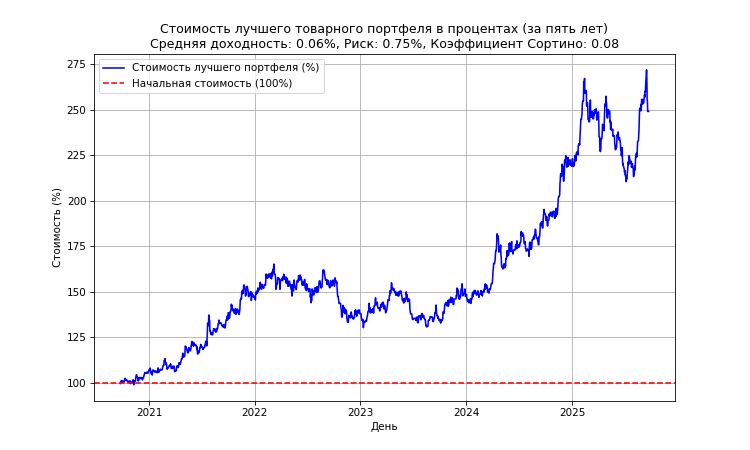 Стоимость лучшего товарного портфеля в процентах (за пять лет)
Средняя доходность: 0.06%, Риск: 0.75%, Коэффициент Сортино: 0.08
Стоимость лучшего портфеля (%)
Начальная стоимость (100%)
Стоимость (%)
275
250
225
200
175
150
125
100
2021
2022
2023
2024
2025
День